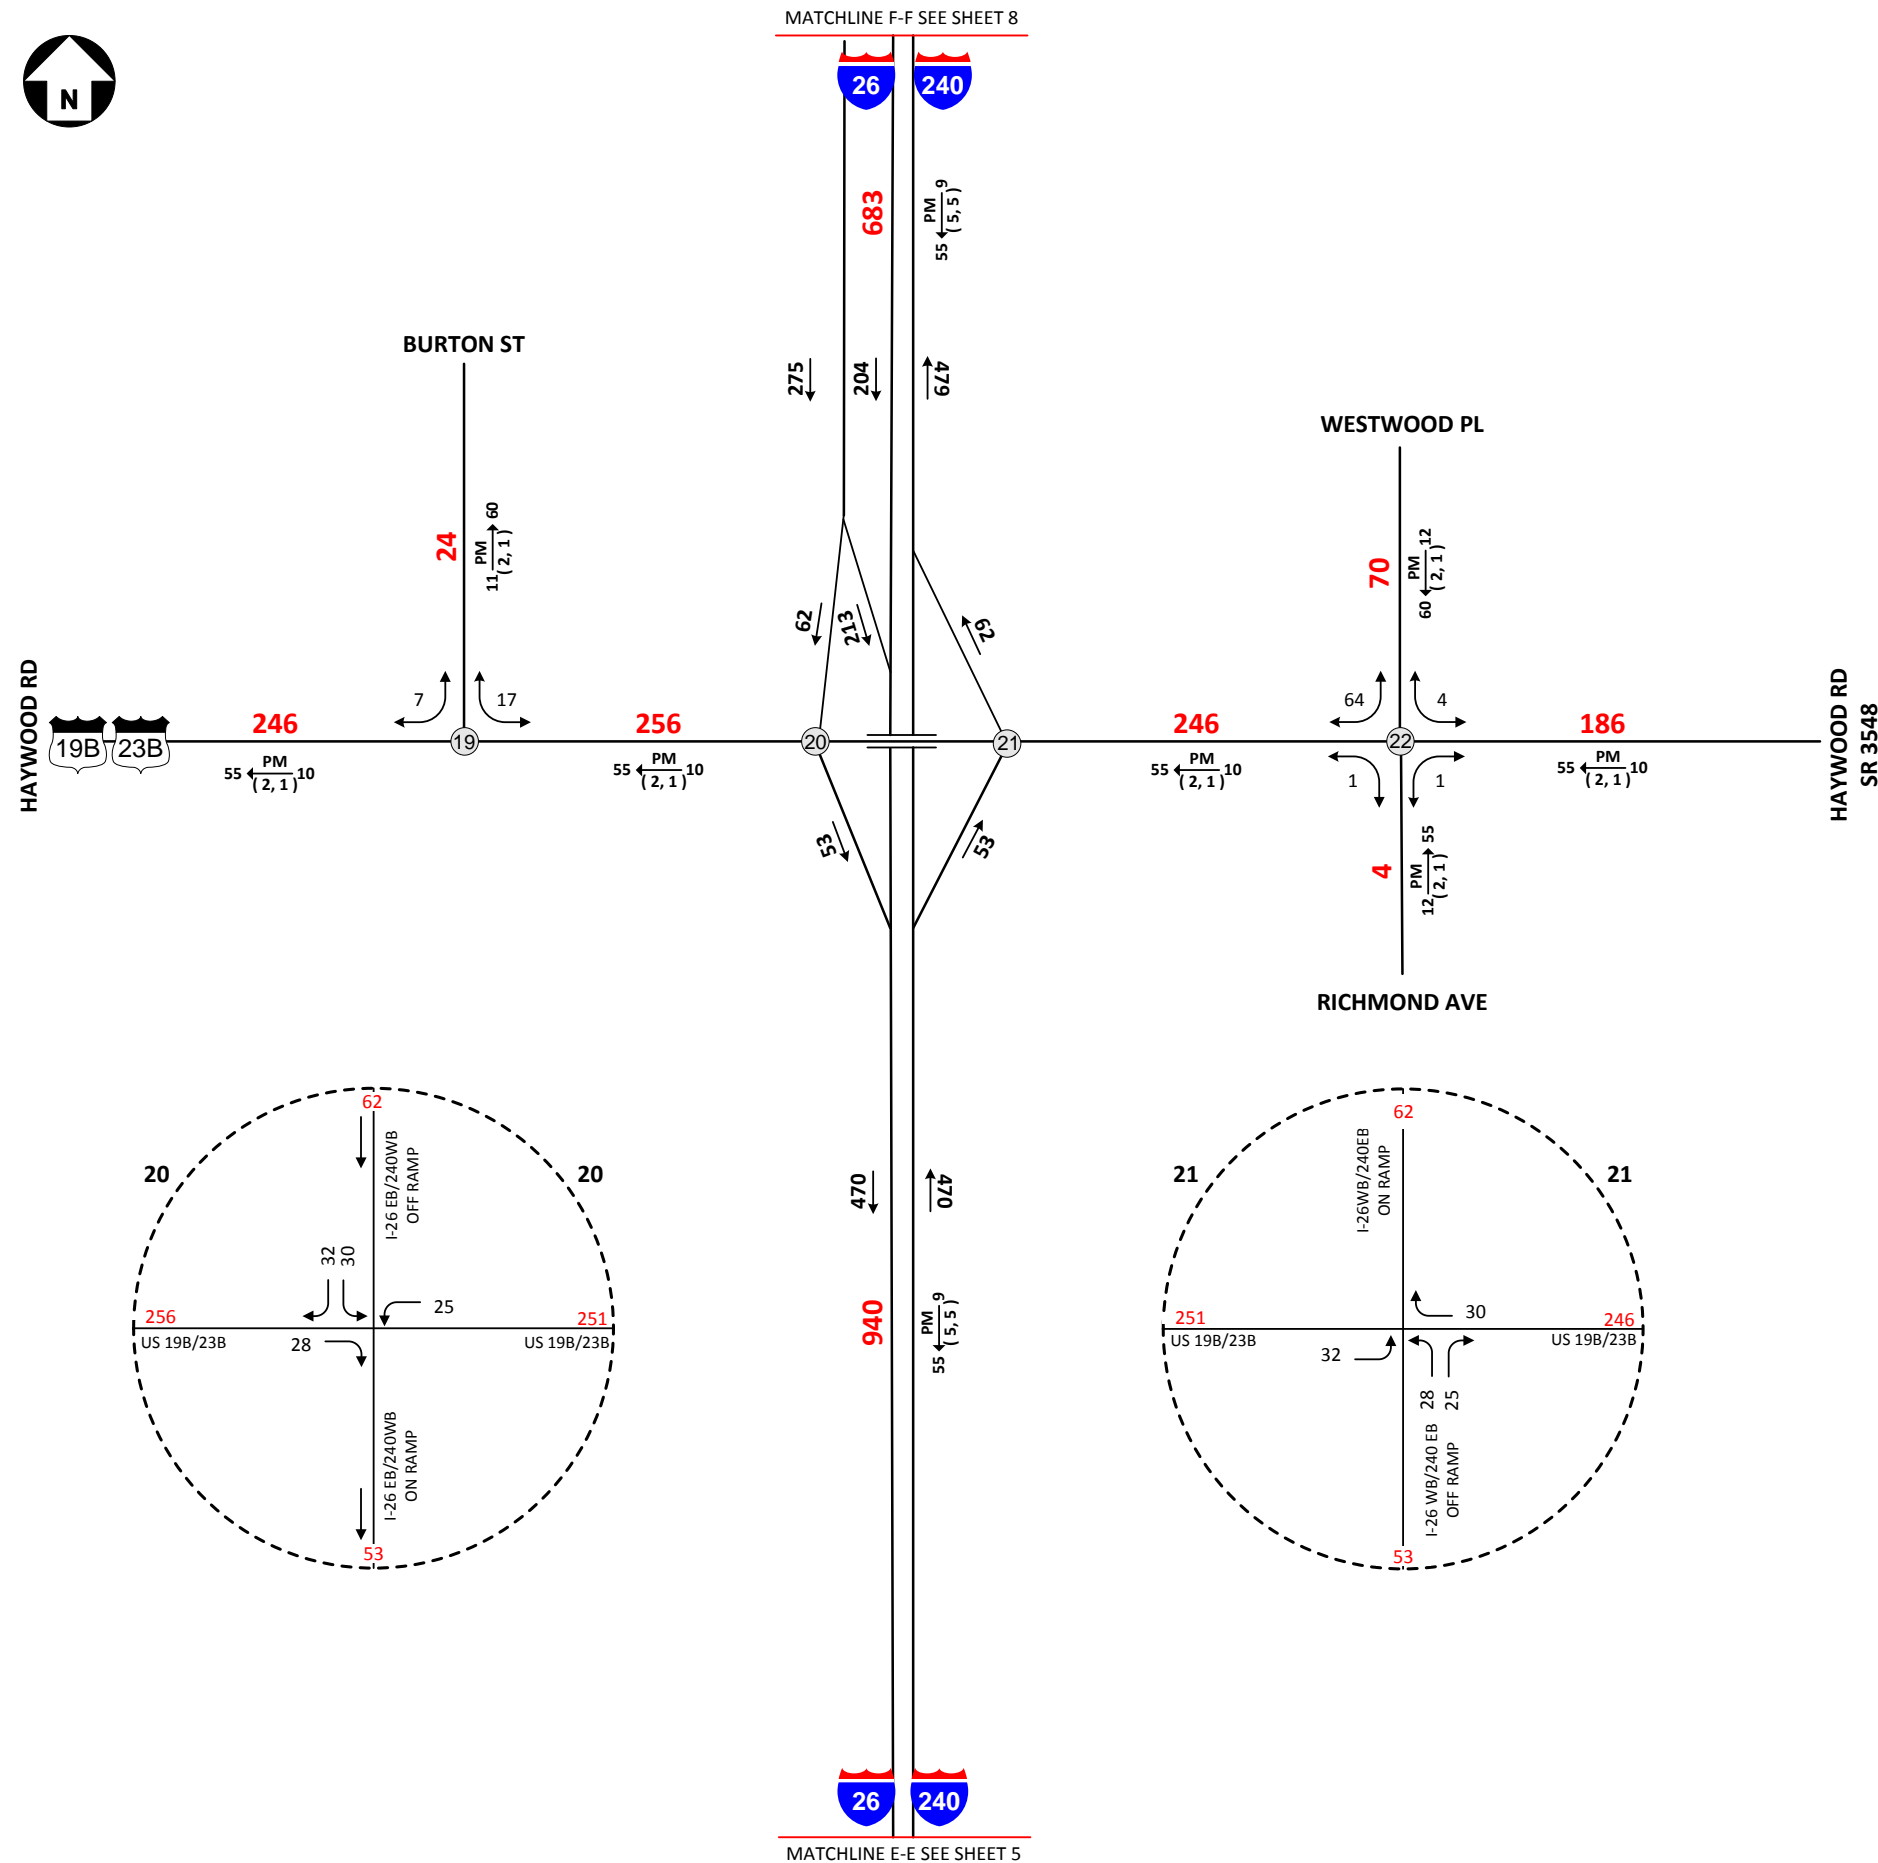 MATCHLINE F-F SEE SHEET 8
N
26
240
683
PM
55 9
( 5, 5 )
275
204
479
BURTON ST
WESTWOOD PL
24
PM
11 60
( 2, 1 )
70
PM
60 12
( 2, 1 )
62
213
62
HAYWOOD RD
19B
23B
246
7
17
19
256
20
21
246
64
4
22
186
HAYWOOD RD
SR 3548
PM
55 10
( 2, 1 )
PM
55 10
( 2, 1 )
PM
55 10
( 2, 1 )
1
1
PM
55 10
( 2, 1 )
53
53
4
PM
12 55
( 2, 1 )
RICHMOND AVE
20
20
62
I-26 EB/240WB
OFF RAMP
32
30
25
256
251
US 19B/23B
28
US 19B/23B
I-26 EB/240WB
ON RAMP
53
470
470
940
PM
55 9
( 5, 5 )
21
21
62
I-26WB/240EB
ON RAMP
30
251
246
US 19B/23B
32
US 19B/23B
28
25
I-26 WB/240 EB
OFF RAMP
53
26
240
MATCHLINE E-E SEE SHEET 5